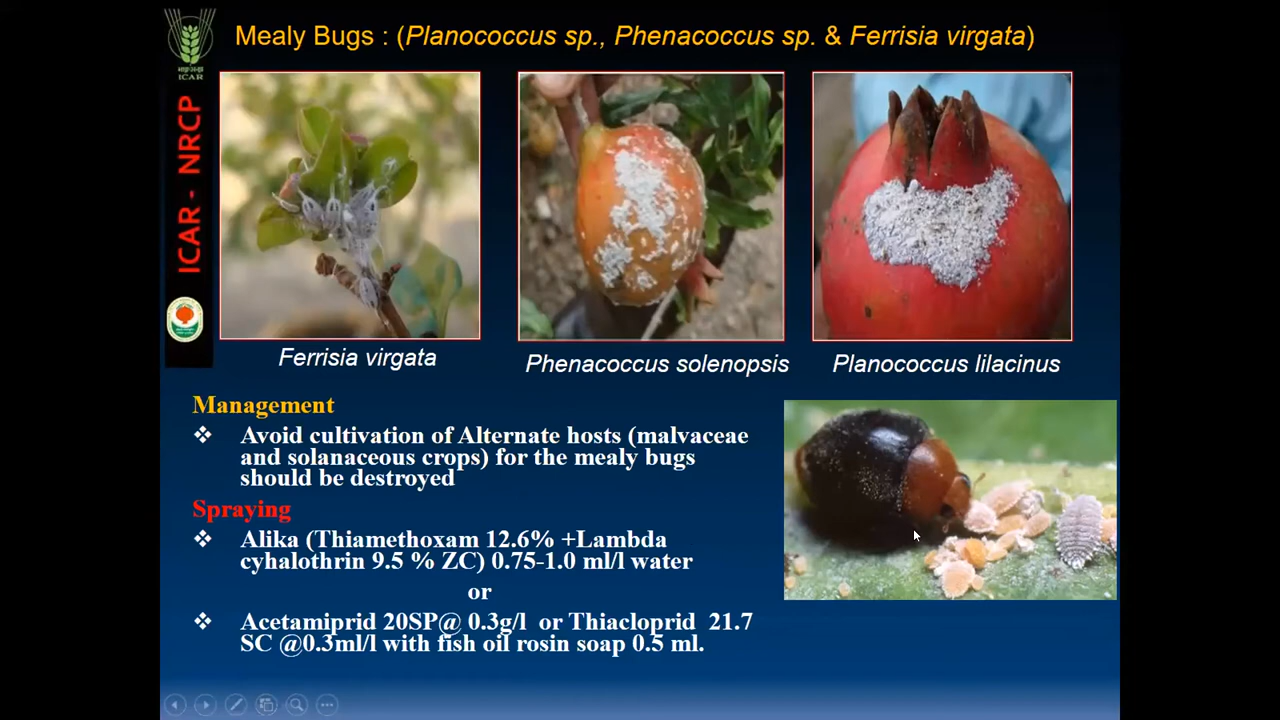 Mealy Bugs : (Planococcus sp., Phenacoccus sp. & Ferrisia virgata)
ICAR
ICAR - NRCP
Ferrisia virgata
Phenacoccus solenopsis
Planococcus lilacinus
Management
❖ Avoid cultivation of Alternate hosts (malvaceae
and solanaceous crops) for the mealy bugs
should be destroyed
Spraying
❖ Alika (Thiamethoxam 12.6% +Lambda
cyhalothrin 9.5 % ZC) 0.75-1.0 ml/l water
or
❖ Acetamiprid 20SP@ 0.3g/l or Thiacloprid 21.7
SC @0.3ml/l with fish oil rosin soap 0.5 ml.